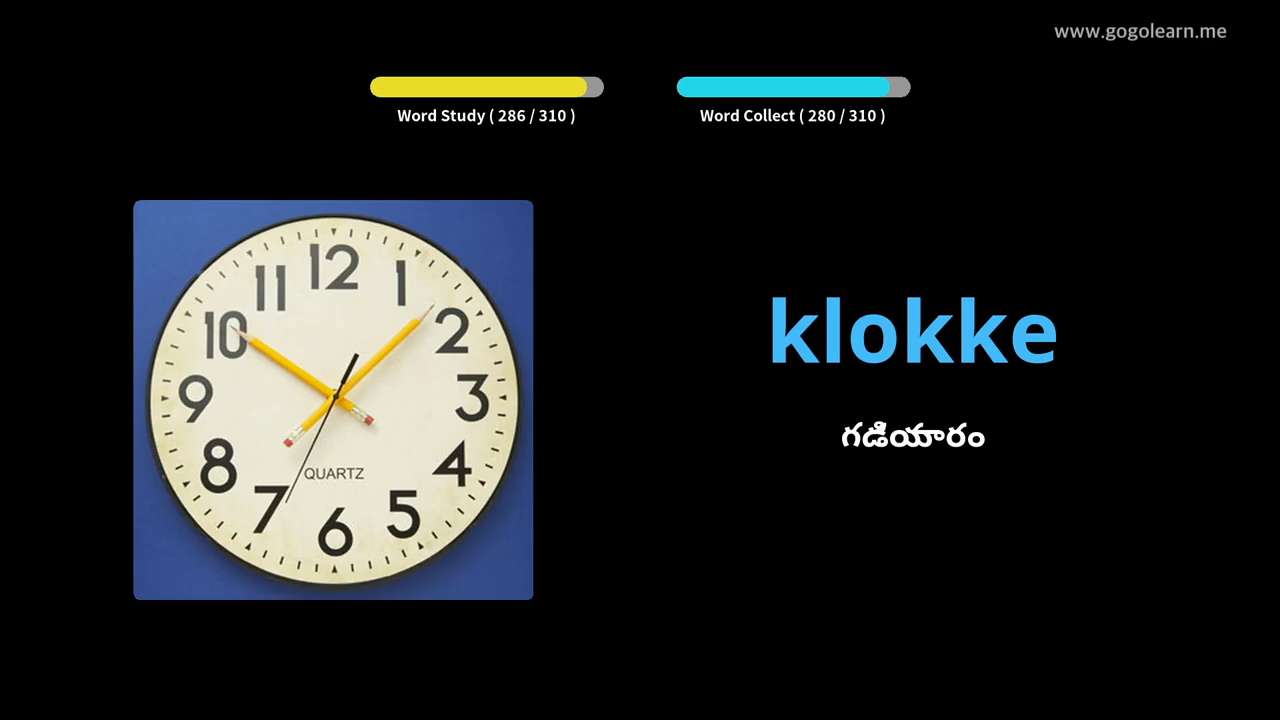 www.gogolearn.me
Word Study ( 286 / 310 )
Word Collect ( 280 / 310 )
12
11
1
10
2
9
3
8
4
7
5
6
QUARTZ
klokke
గడియారం